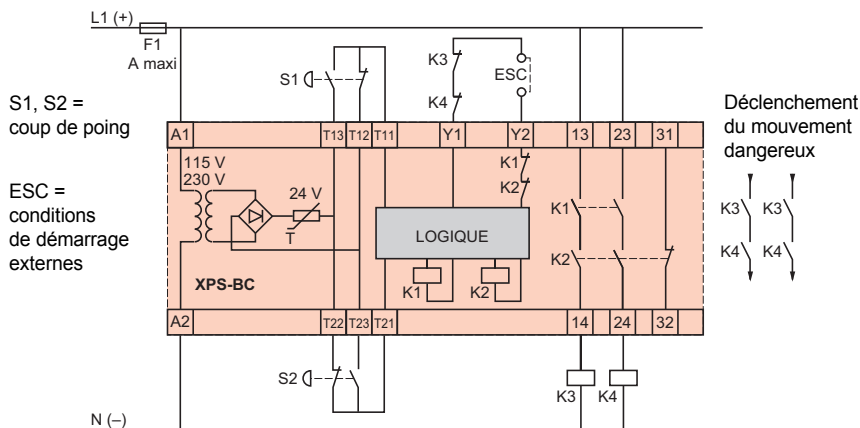 L1 (+)
F1
A maxi
S1, S2 =
coup de poing
ESC =
conditions
de démarrage
externes
S1
K3
K4
ESC
A1
T13
T12
T11
Y1
Y2
13
23
31
115 V
230 V
24 V
T
XPS-BC
LOGIQUE
K1
K2
K1
K2
K1
K2
A2
T22
T23
T21
14
24
32
S2
K3
K4
N (–)
Déclenchement
du mouvement
dangereux
K3
K3
K4
K4